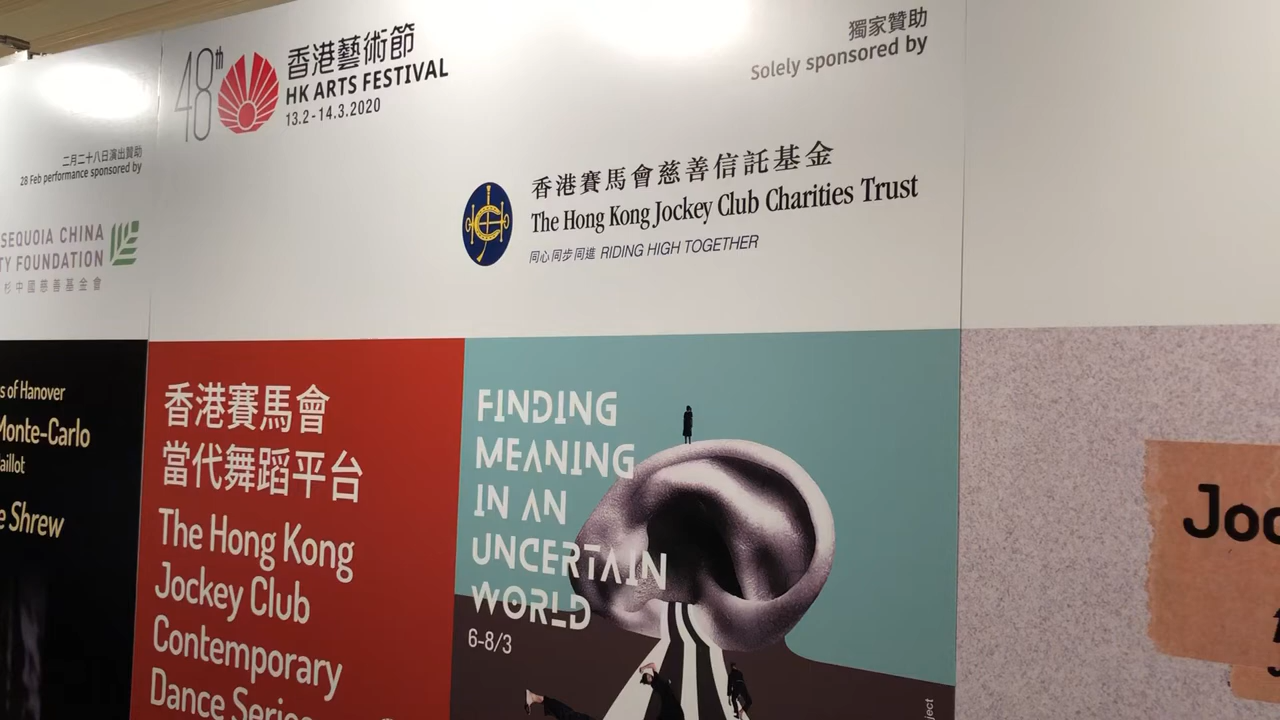 二月二十八日演出贊助
28 Feb performance sponsored by
SEQUOIA CHINA
FOUNDATION
杉中國慈善基金會
s of Hanover
Monte-Carlo
aillot
Shrew
48th
香港藝術節
HK ARTS FESTIVAL
13.2-14.3.2020
獨家贊助
Solely sponsored by
香港賽馬會慈善信託基金
The Hong Kong Jockey Club Charities Trust
同心同步同進 RIDING HIGH TOGETHER
香港賽馬會
當代舞蹈平台
The Hong Kong
Jockey Club
Contemporary
Dance Series
FINDING
MEANING
IN AN
UNCERTAIN
WORLD
6-8/3